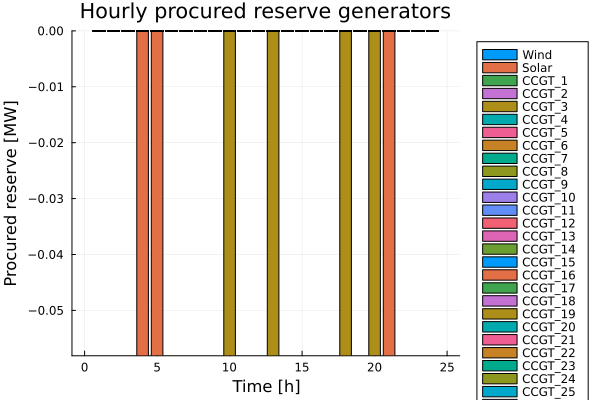 Hourly procured reserve generators
Procured reserve [MW]
0.00
−0.01
−0.02
−0.03
−0.04
−0.05
0 5 10 15 20 25
Time [h]
Wind
Solar
CCGT_1
CCGT_2
CCGT_3
CCGT_4
CCGT_5
CCGT_6
CCGT_7
CCGT_8
CCGT_9
CCGT_10
CCGT_11
CCGT_12
CCGT_13
CCGT_14
CCGT_15
CCGT_16
CCGT_17
CCGT_18
CCGT_19
CCGT_20
CCGT_21
CCGT_22
CCGT_23
CCGT_24
CCGT_25